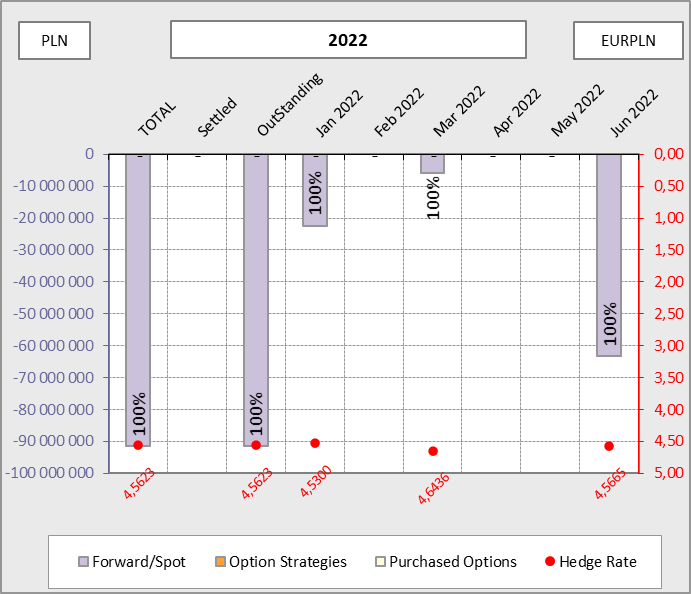 PLN
2022
EURPLN
TOTAL
Settled
OutStanding
Jan 2022
Feb 2022
Mar 2022
Apr 2022
May 2022
Jun 2022
0
-10 000 000
-20 000 000
-30 000 000
-40 000 000
-50 000 000
-60 000 000
-70 000 000
-80 000 000
-90 000 000
-100 000 000
0,00
0,50
1,00
1,50
2,00
2,50
3,00
3,50
4,00
4,50
5,00
100%
100%
100%
100%
100%
4,5623
4,5623
4,5300
4,6436
4,5665
Forward/Spot
Option Strategies
Purchased Options
Hedge Rate